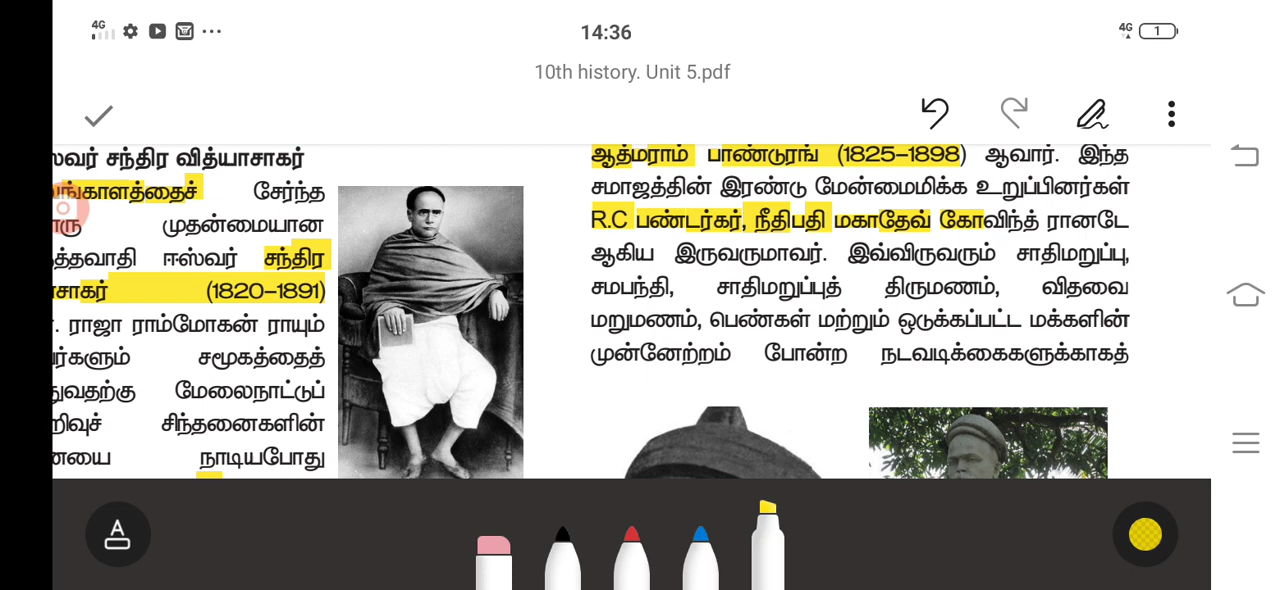 4G
14:36
4G
1
10th history. Unit 5.pdf
சந்திர வித்யாசாகர்
சேர்ந்த
முதன்மையான
ஈஸ்வர் சந்திர
(1820–1891)
ராஜா ராம்மோகன் ராயும்
சமூகத்தைத்
மேலைநாட்டுப்
சிந்தனைகளின்
நாடியபோது
ஆத்மராம் பாண்டுரங் (1825–1898) ஆவார். இந்த
சமாஜத்தின் இரண்டு மேன்மைமிக்க உறுப்பினர்கள்
R.C பண்டர்கர், நீதிபதி மகாதேவ் கோவிந்த் ரானடே
ஆகிய இருவருமாவர். இவ்விருவரும் சாதிமறுப்பு,
சமபந்தி, சாதிமறுப்புத் திருமணம், விதவை
மறுமணம், பெண்கள் மற்றும் ஒடுக்கப்பட்ட மக்களின்
முன்னேற்றம் போன்ற நடவடிக்கைகளுக்காகத்
A